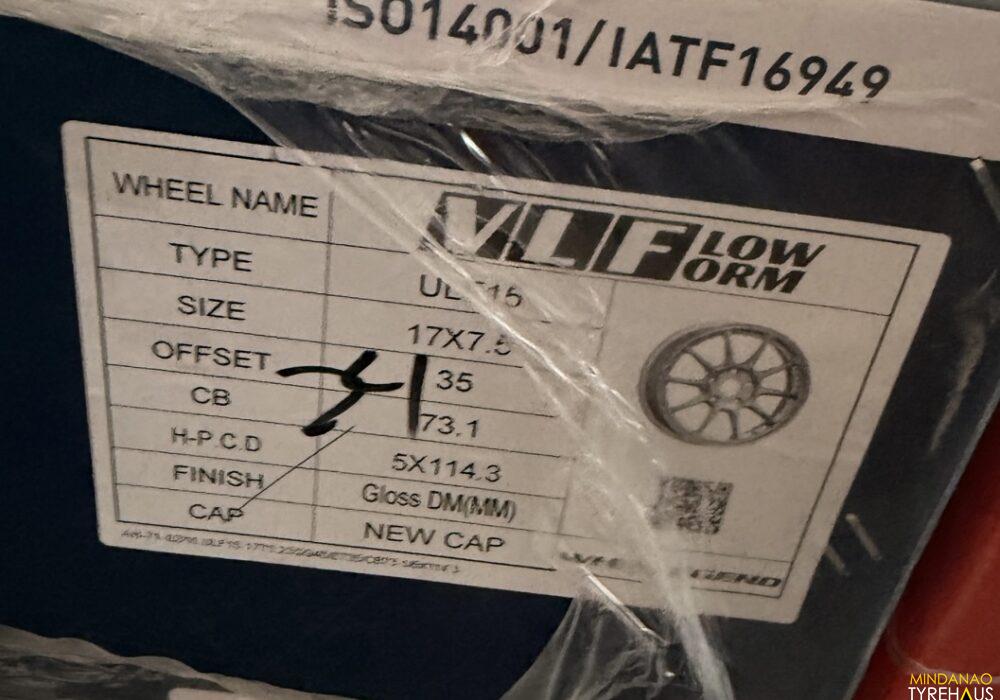 ISO14001/IATF16949
WHEEL NAME VLF LOW FORM
TYPE
SIZE 17X7.5
OFFSET 35
CB 73.1
H-P.C.D 5X114.3
FINISH Gloss DM(MM)
CAP NEW CAP
MINDANAO
TYREHAUS